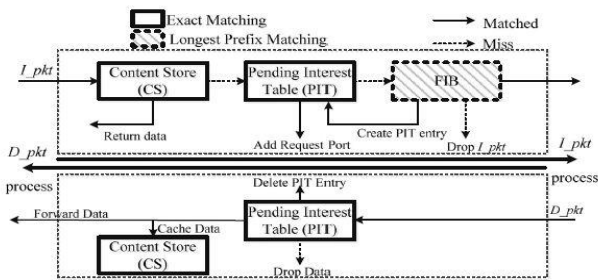 Exact Matching
Longest Prefix Matching
Matched
Miss
I_pkt
Content Store
(CS)
Pending Interest
Table (PIT)
FIB
Return data
Add Request Port
Create PIT entry
Drop I_pkt
D_pkt
I_pkt
process
process
Delete PIT Entry
Forward Data
Cache Data
Pending Interest
Table (PIT)
D_pkt
Content Store
(CS)
Drop Data